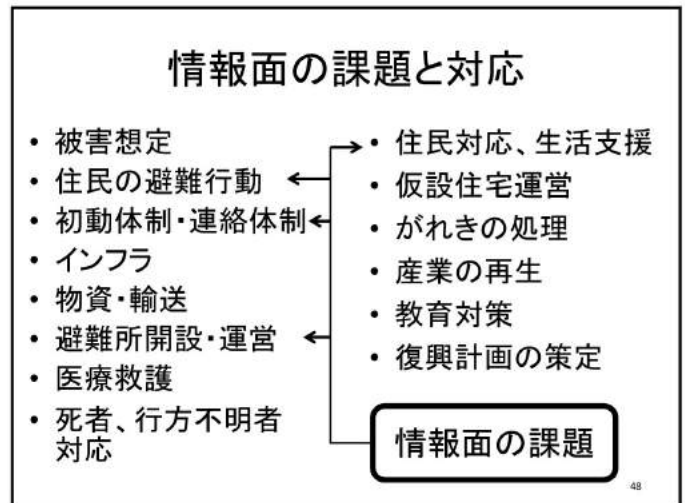 情報面の課題と対応
• 被害想定
• 住民の避難行動
• 初動体制・連絡体制
• インフラ
• 物資・輸送
• 避難所開設・運営
• 医療救護
• 死者、行方不明者
対応
• 住民対応、生活支援
• 仮設住宅運営
• がれきの処理
• 産業の再生
• 教育対策
• 復興計画の策定
情報面の課題
48